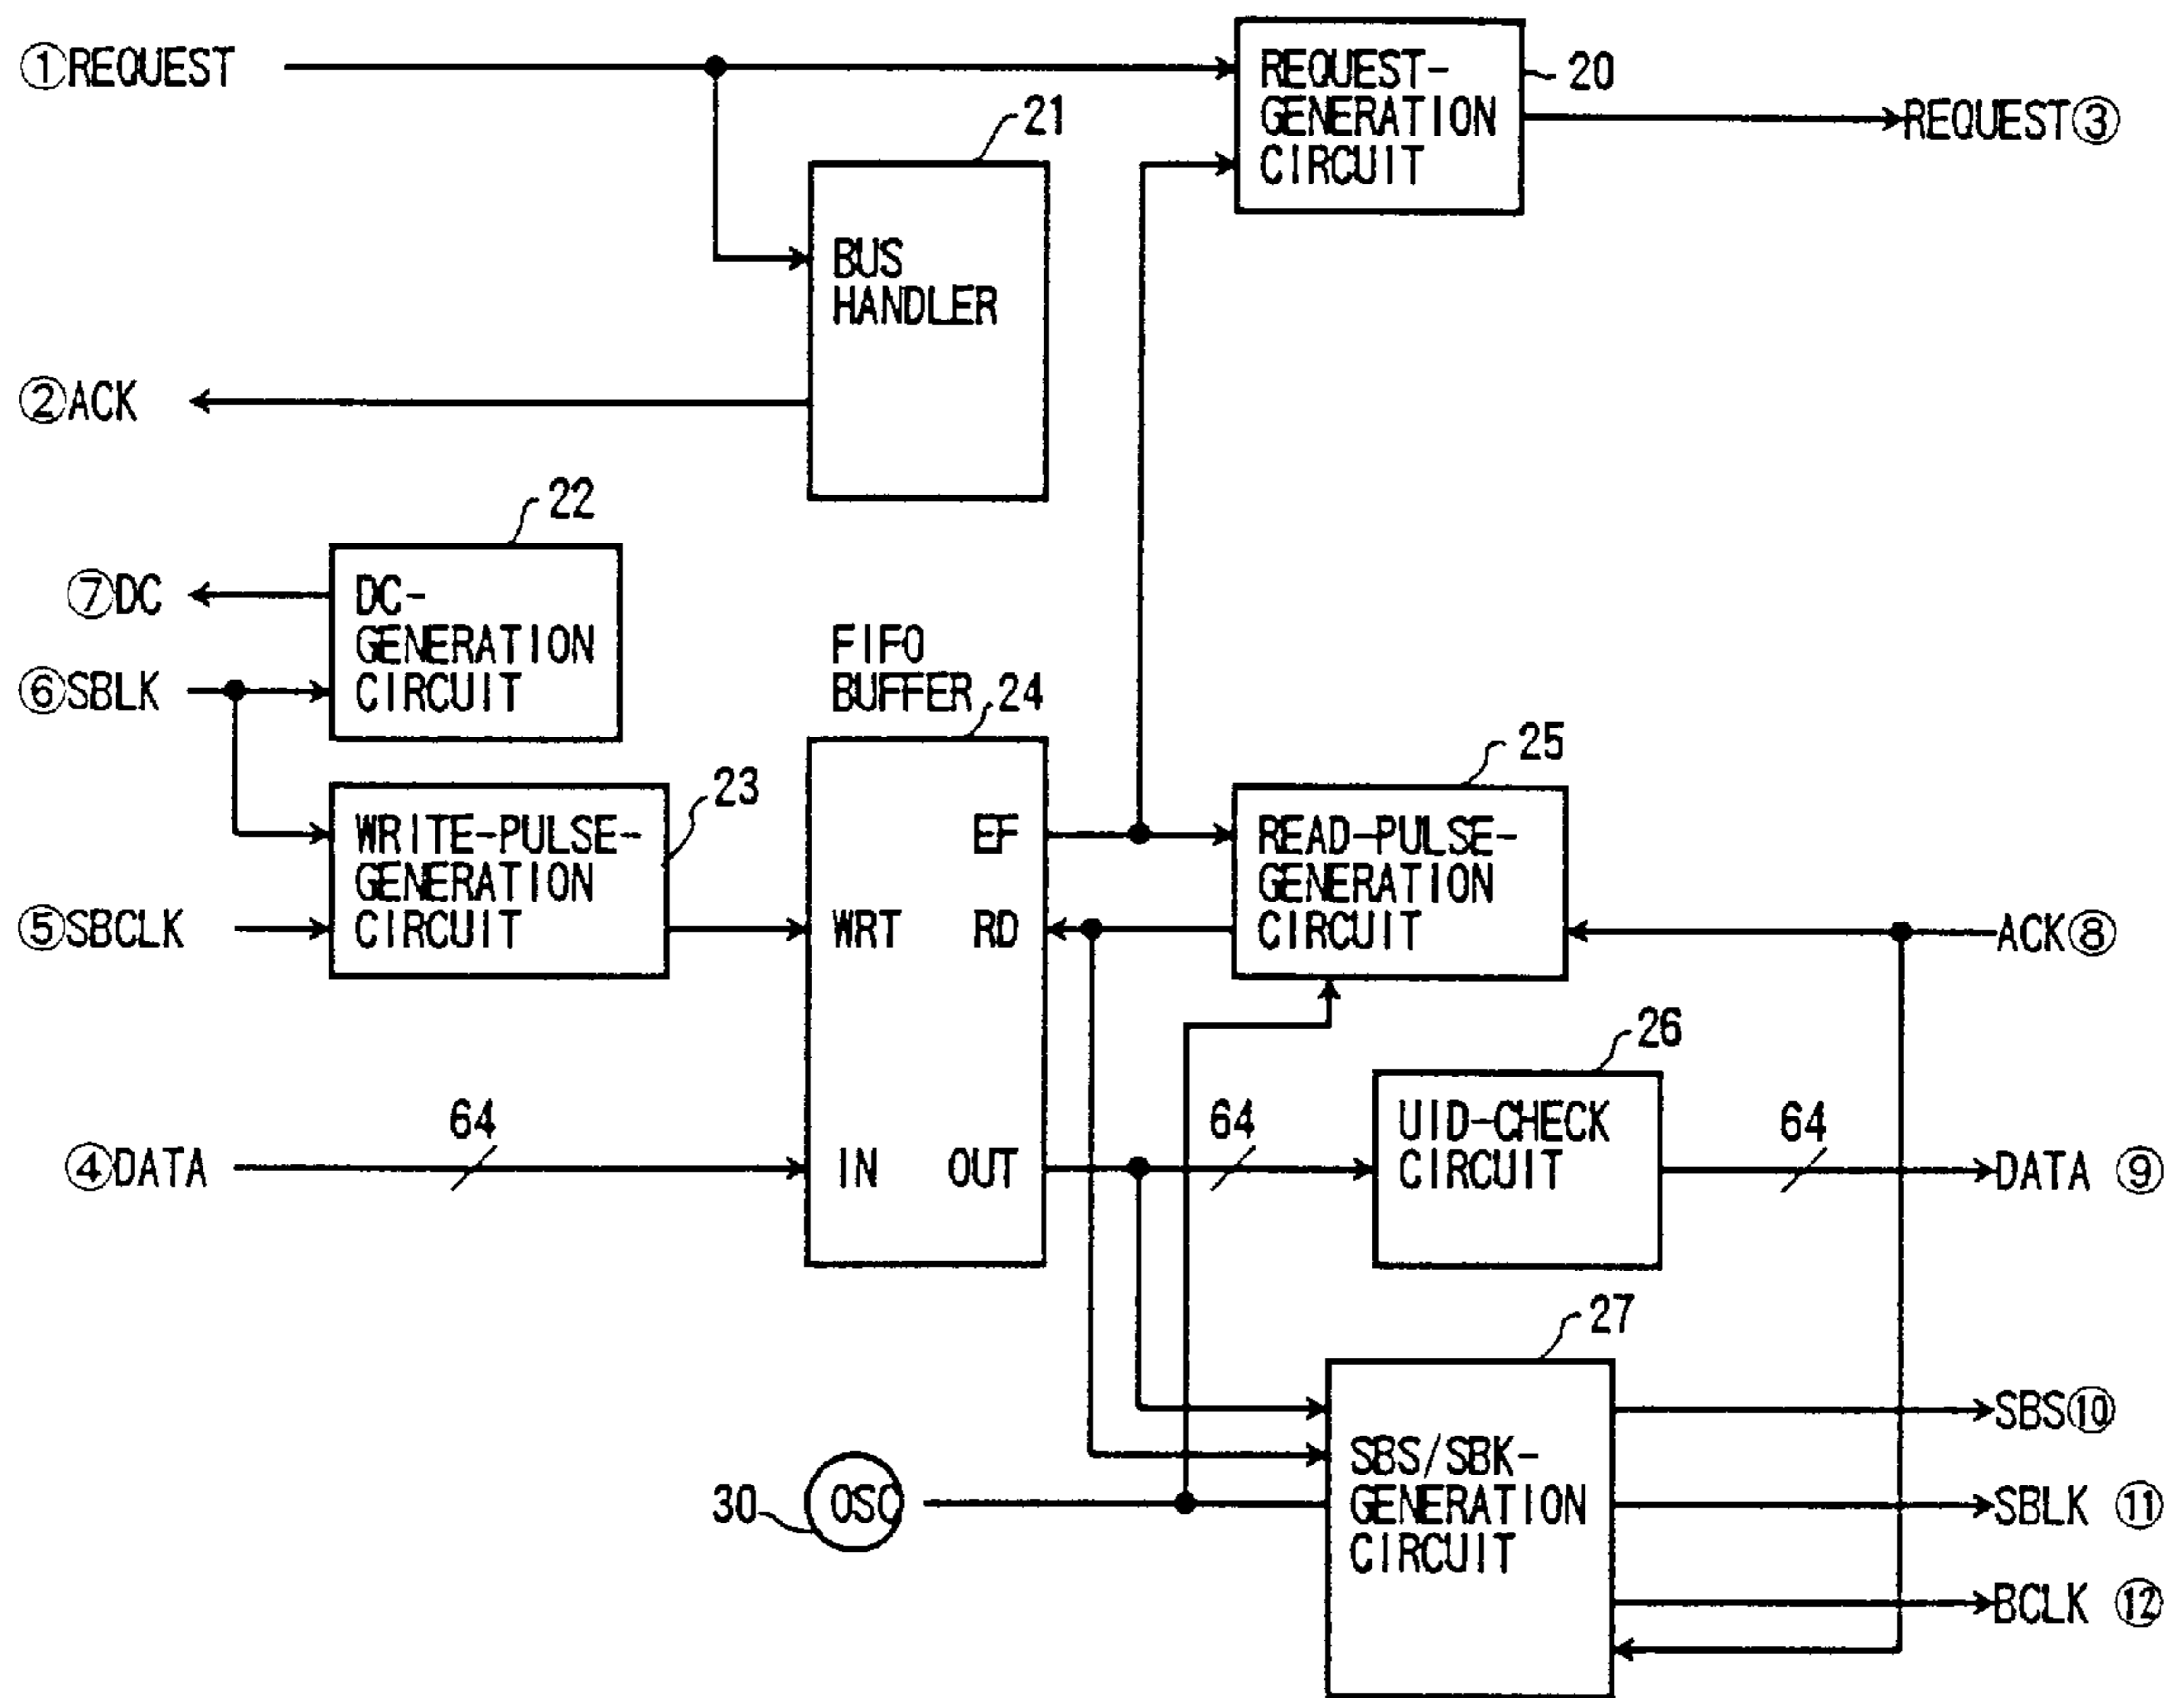 ①REQUEST
REQUEST-
GENERATION
CIRCUIT
20
REQUEST③
21
BUS
HANDLER
②ACK
22
⑦DC
DC-
GENERATION
CIRCUIT
⑥SBLK
FIFO
BUFFER
24
23
25
WRITE-PULSE-
GENERATION
CIRCUIT
⑤SBCLK
EF
WRT
RD
READ-PULSE-
GENERATION
CIRCUIT
ACK⑧
26
④DATA
64
IN
OUT
64
UID-CHECK
CIRCUIT
64
DATA ⑨
27
SBS/SBK-
GENERATION
CIRCUIT
SBS⑩
30
OSC
SBLK ⑪
BCLK ⑫